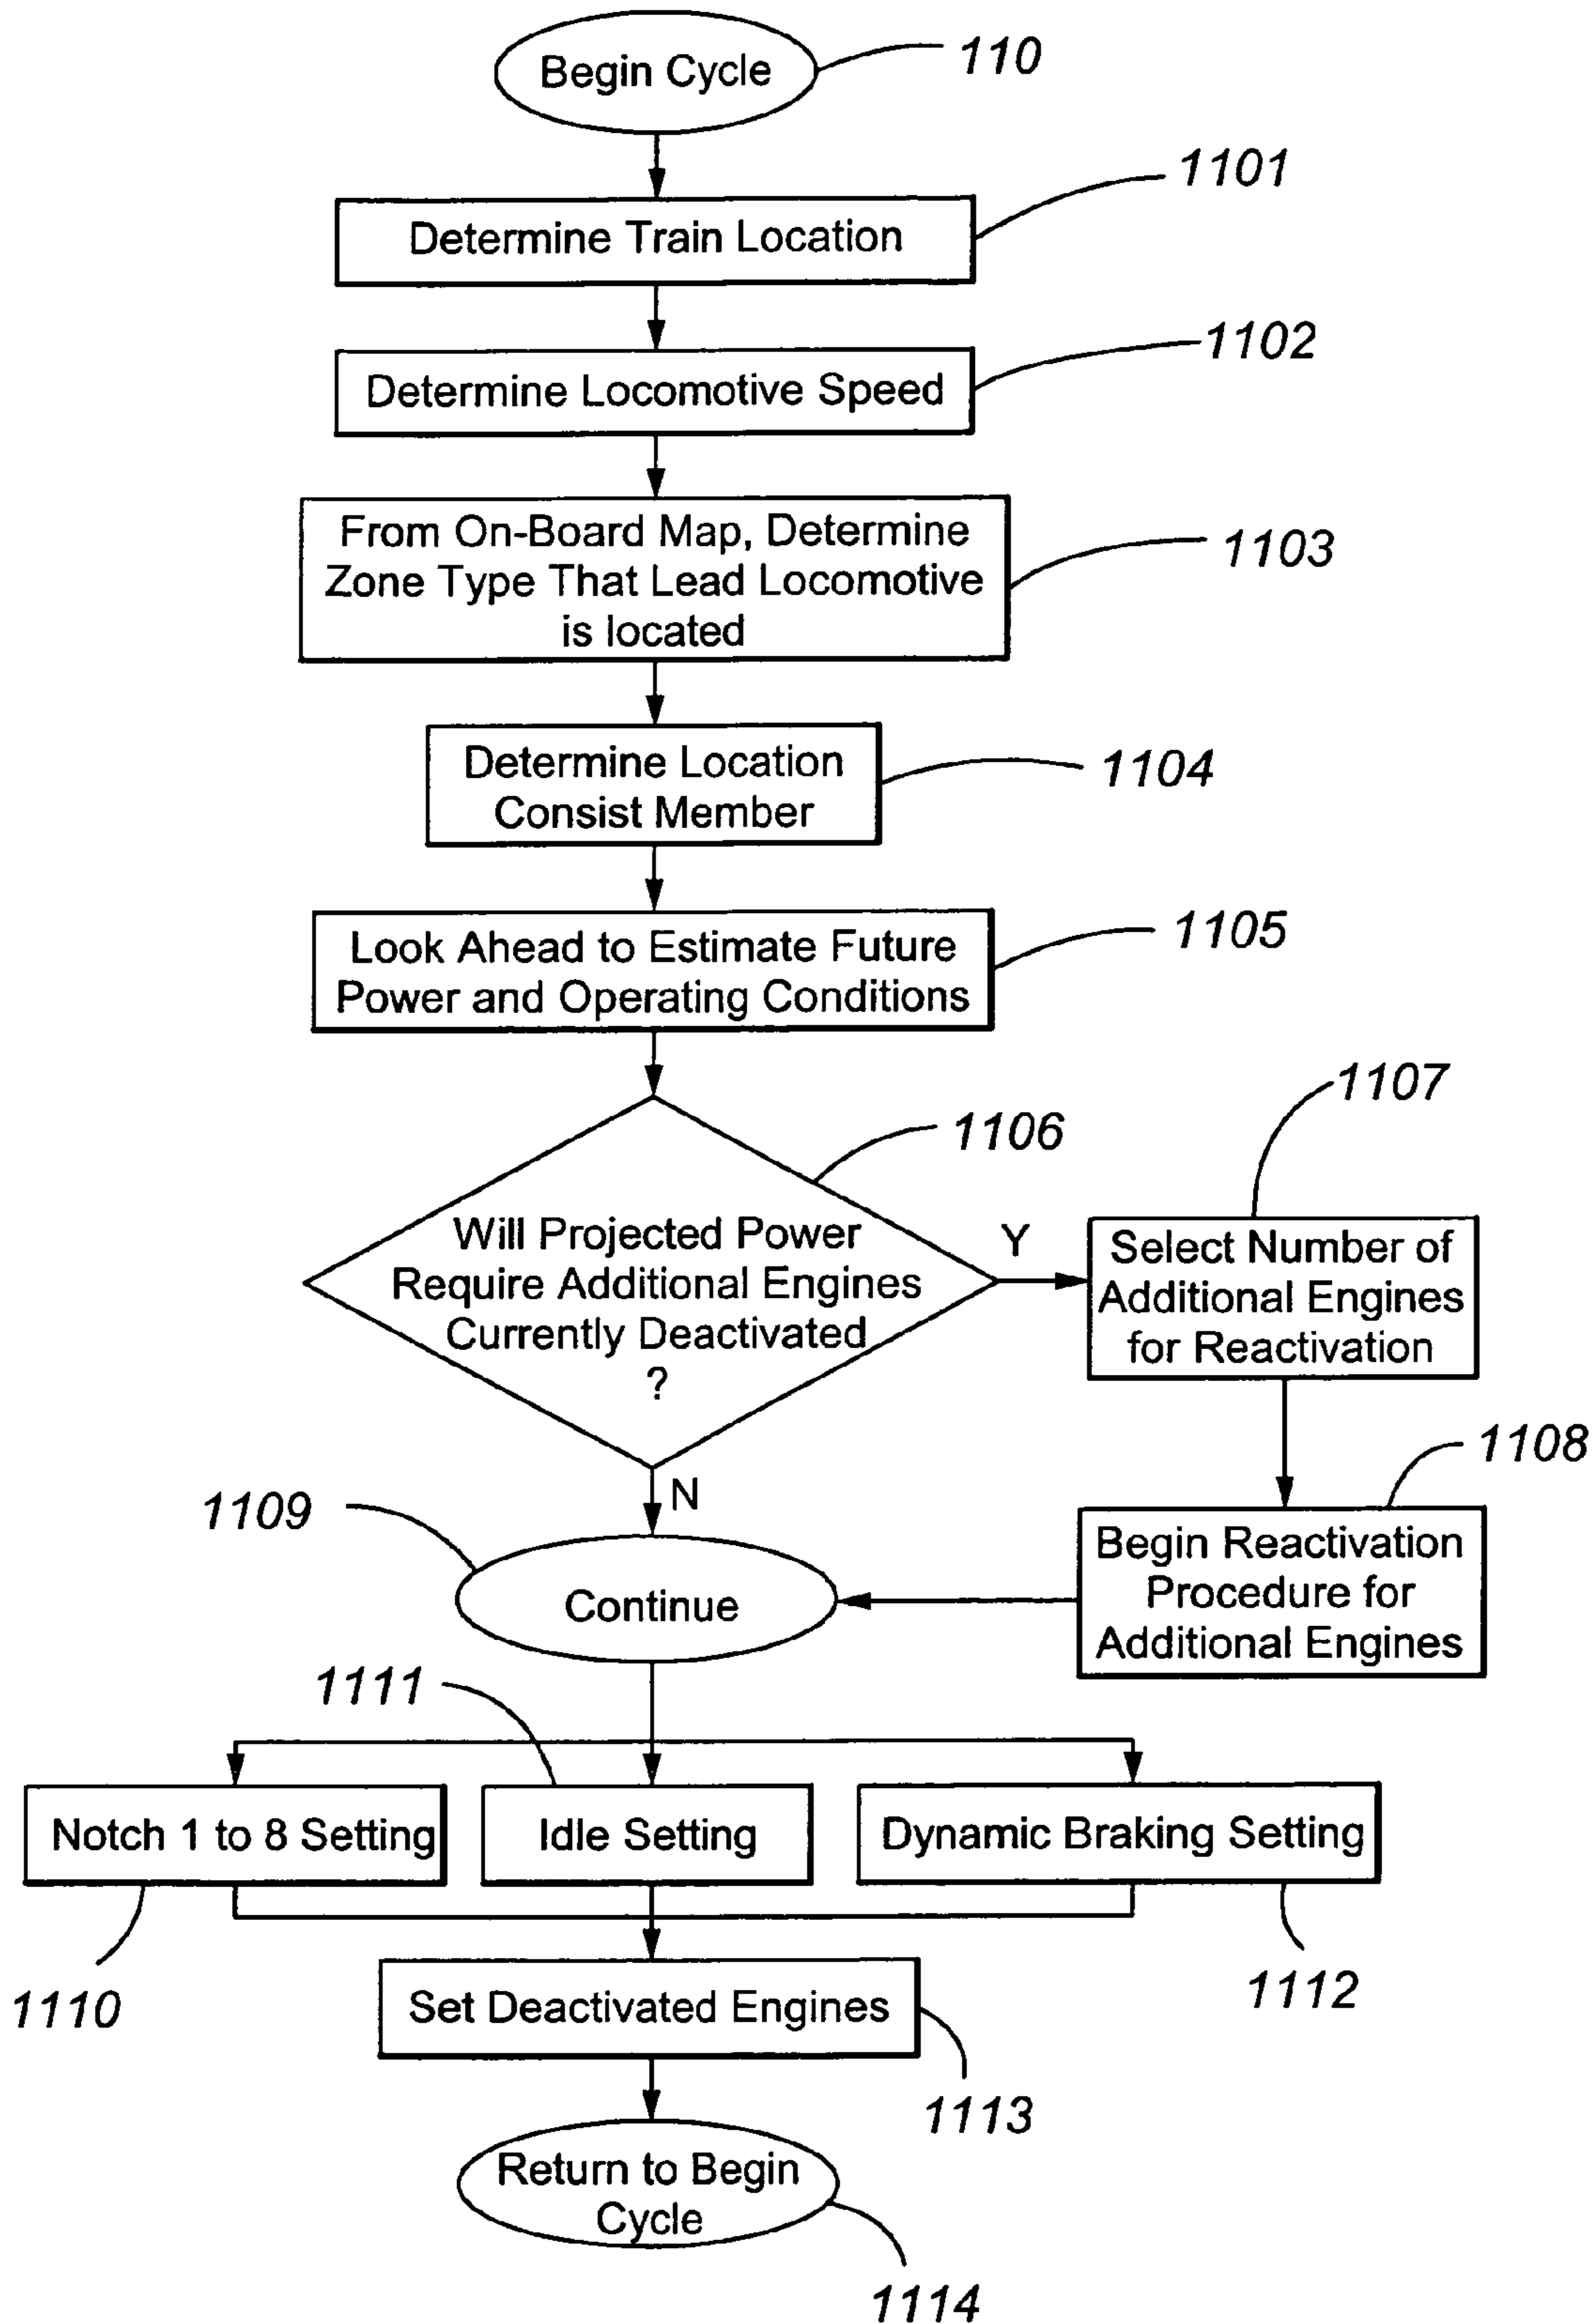 Begin Cycle
110
1101
Determine Train Location
1102
Determine Locomotive Speed
From On-Board Map, Determine
Zone Type That Lead Locomotive
is located
1103
Determine Location
Consist Member
1104
Look Ahead to Estimate Future
Power and Operating Conditions
1105
1106
Will Projected Power
Require Additional Engines
Currently Deactivated
?
Y
N
1107
Select Number of
Additional Engines
for Reactivation
1108
Begin Reactivation
Procedure for
Additional Engines
1109
Continue
1111
Notch 1 to 8 Setting
Idle Setting
Dynamic Braking Setting
1110
1112
Set Deactivated Engines
1113
Return to Begin
Cycle
1114